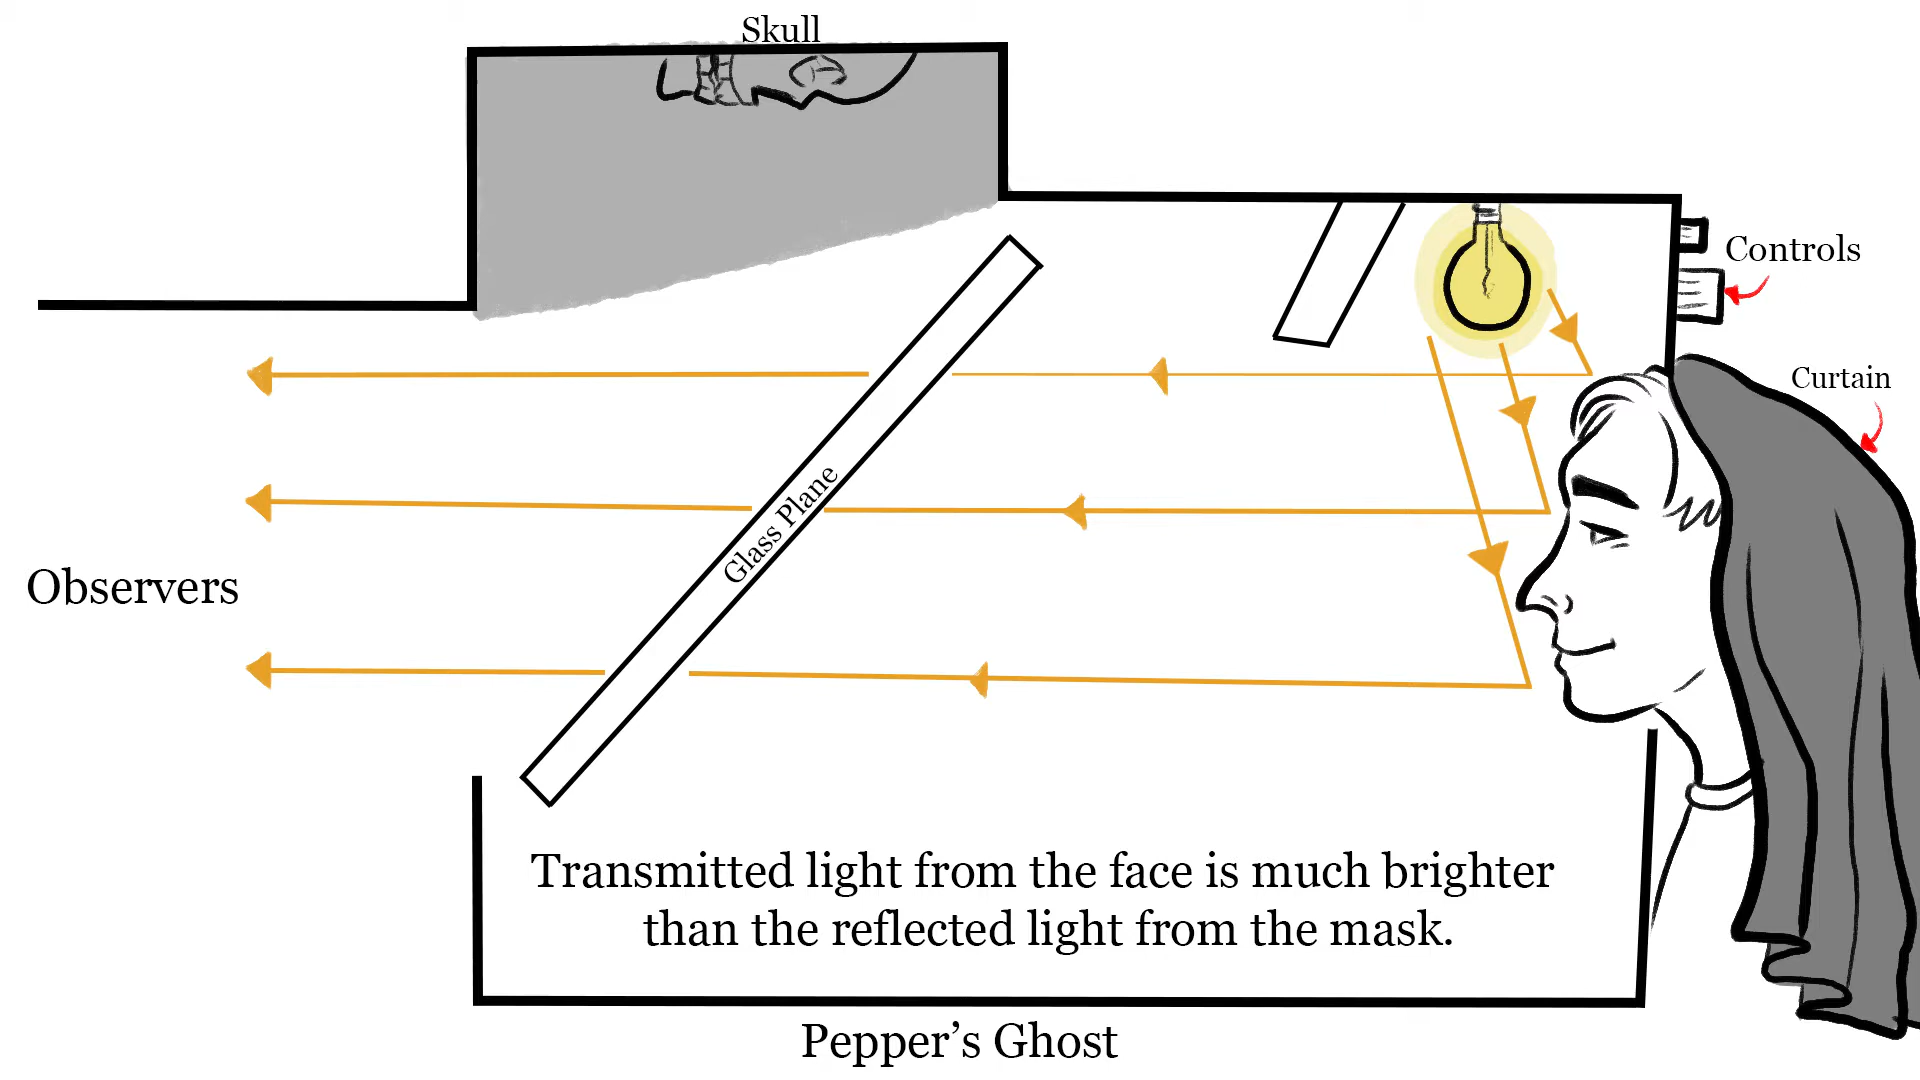 Skull
Controls
Curtain
Glass Plane
Observers
Transmitted light from the face is much brighter
than the reflected light from the mask.
Pepper’s Ghost